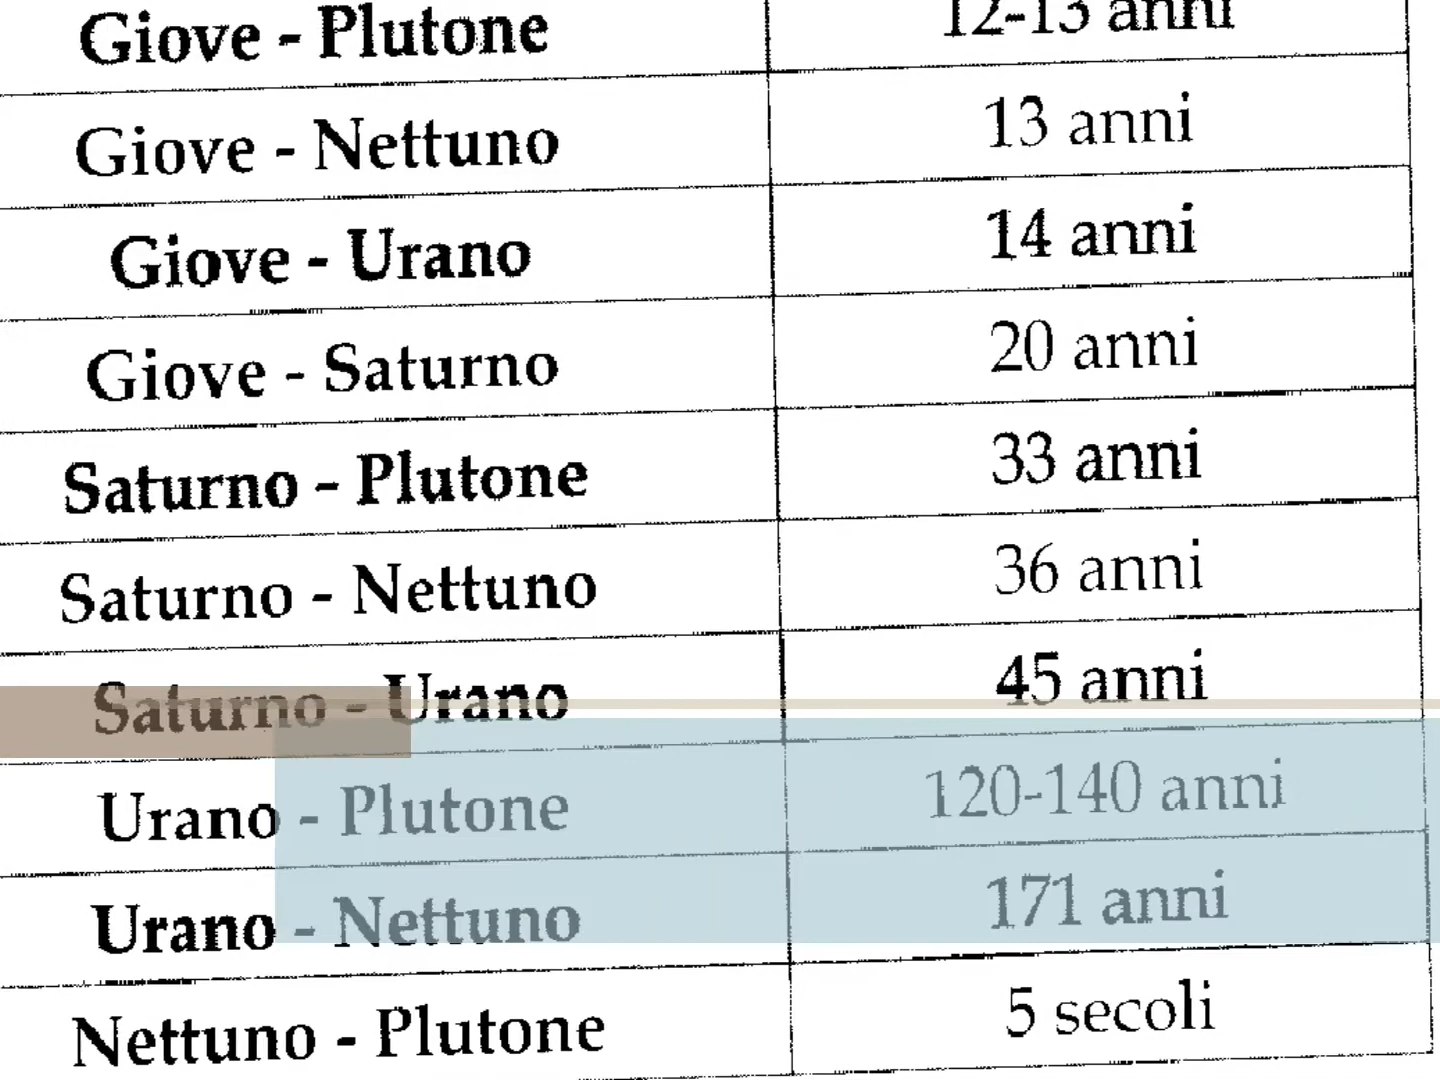 Giove - Plutone 12-13 anni
Giove - Nettuno 13 anni
Giove - Urano 14 anni
Giove - Saturno 20 anni
Saturno - Plutone 33 anni
Saturno - Nettuno 36 anni
Saturno - Urano 45 anni
Urano - Plutone 120-140 anni
Urano - Nettuno 171 anni
Nettuno - Plutone 5 secoli